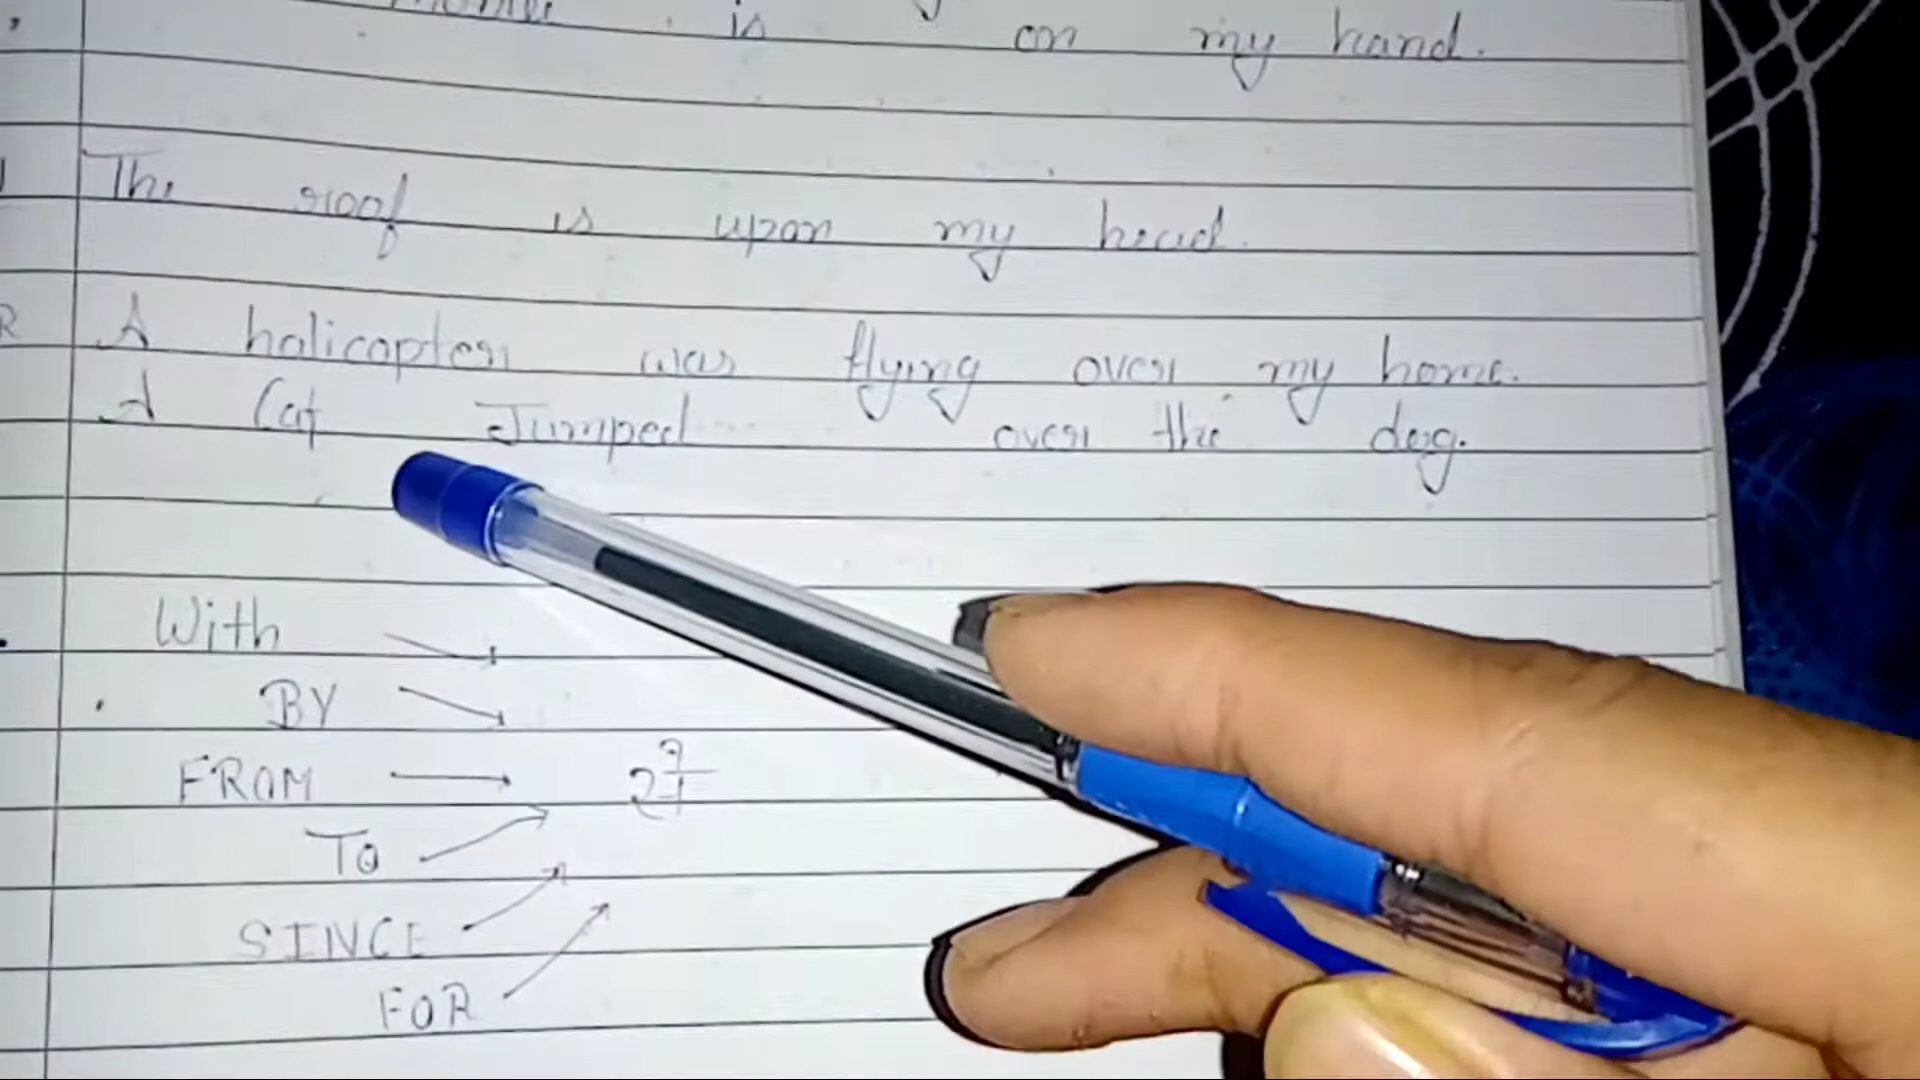 is on my hand.
The roof is upon my head.
A halicopter was flying over my home.
A Cat Jumped over the dog.
With
BY
FROM
To
SINCE
FOR